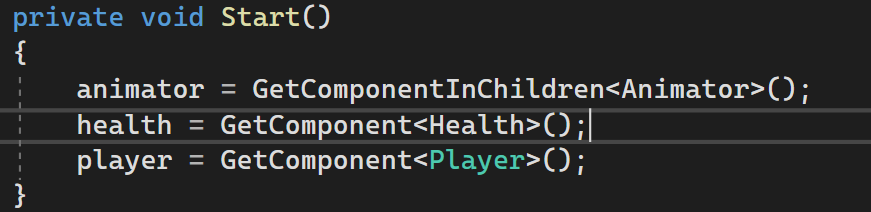 private void Start()
{
animator = GetComponentInChildren<Animator>();
health = GetComponent<Health>();
player = GetComponent<Player>();
}